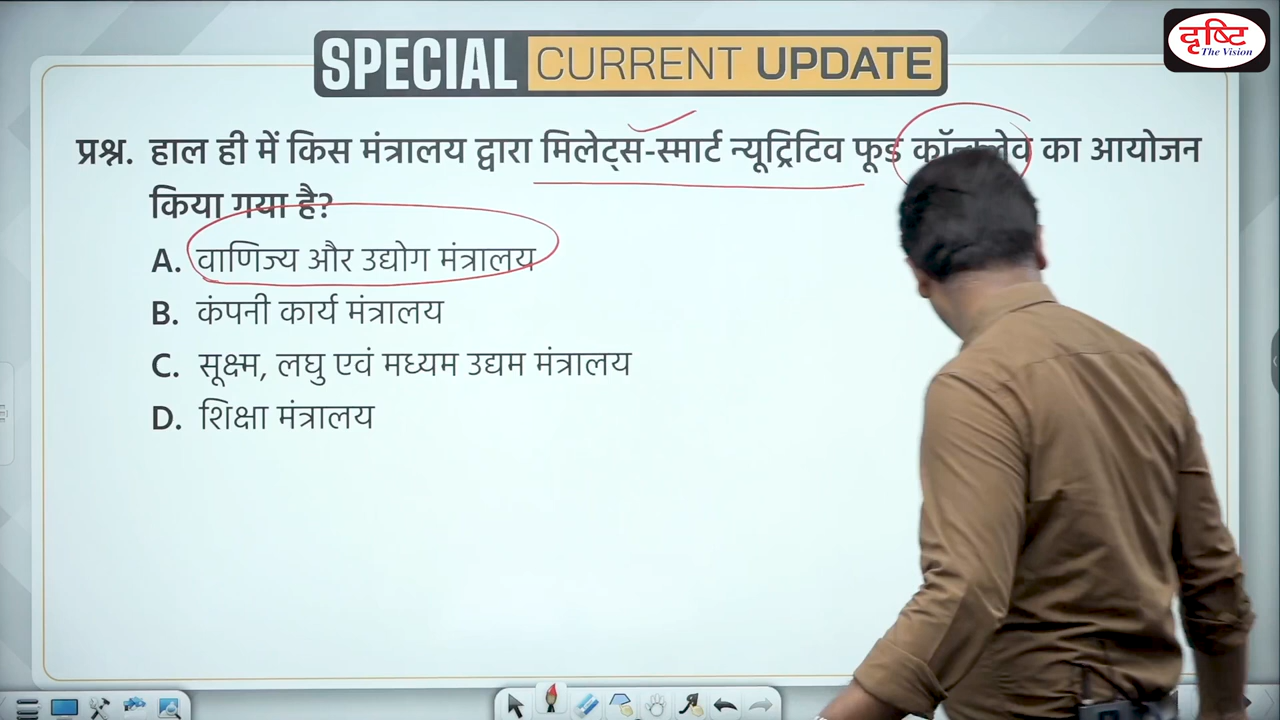 दृष्टि
The Vision
SPECIAL CURRENT UPDATE
प्रश्न. हाल ही में किस मंत्रालय द्वारा मिलेट्स-स्मार्ट न्यूट्रिटिव फूड का आयोजन
किया गया है?
A. वाणिज्य और उद्योग मंत्रालय
B. कंपनी कार्य मंत्रालय
C. सूक्ष्म, लघु एवं मध्यम उद्यम मंत्रालय
D. शिक्षा मंत्रालय